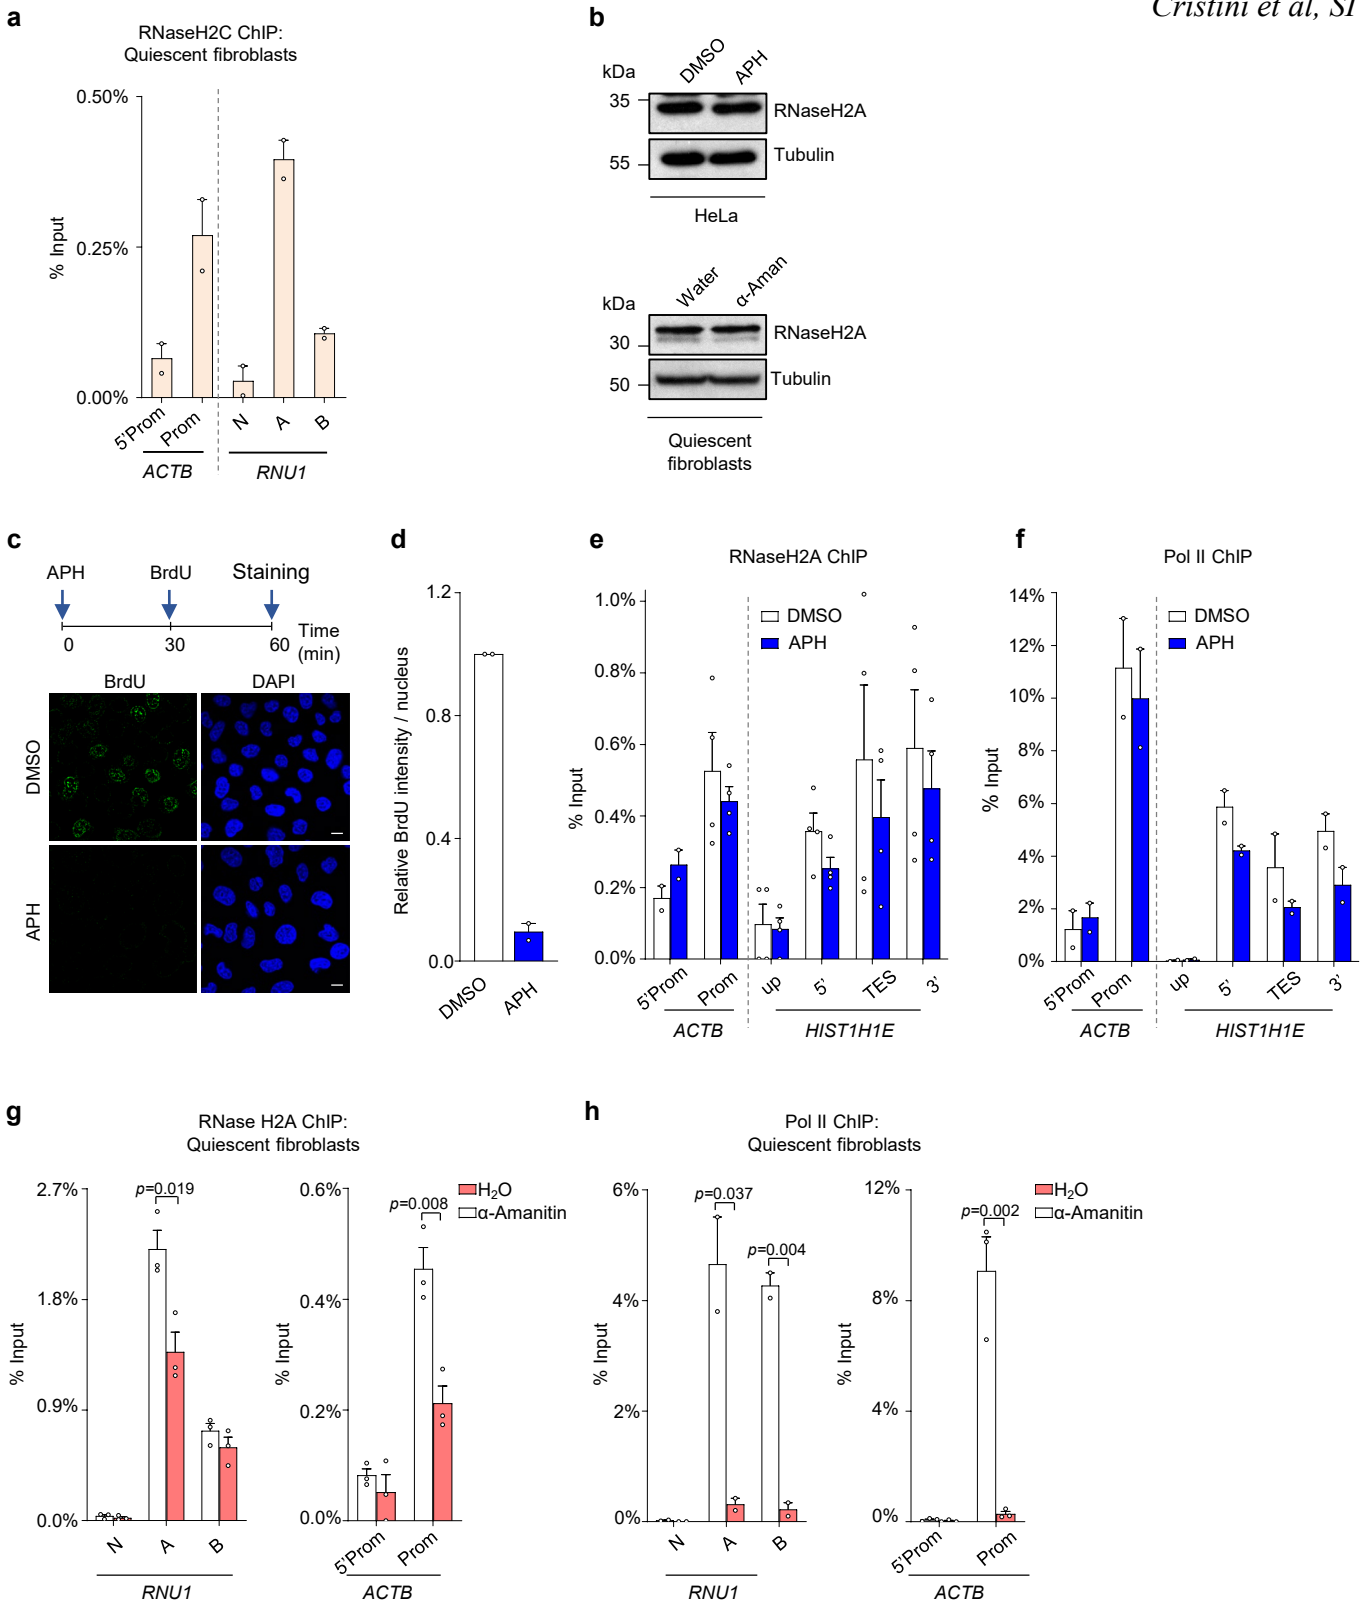 Cristini et al, SI
a
RNaseH2C ChIP:
Quiescent fibroblasts
% Input
0.50%
0.25%
0.00%
5'Prom
Prom
N
A
B
ACTB
RNU1
b
kDa
DMSO
APH
35
RNaseH2A
55
Tubulin
HeLa
kDa
Water
α-Aman
30
RNaseH2A
50
Tubulin
Quiescent
fibroblasts
c
APH
BrdU
Staining
0
30
60
Time
(min)
BrdU
DAPI
DMSO
APH
d
Relative BrdU intensity / nucleus
1.2
0.8
0.4
0.0
DMSO
APH
e
RNaseH2A ChIP
DMSO
APH
% Input
1.0%
0.8%
0.6%
0.4%
0.2%
0.0%
5'Prom
Prom
up
5'
TES
3'
ACTB
HIST1H1E
f
Pol II ChIP
DMSO
APH
% Input
14%
12%
10%
8%
6%
4%
2%
0%
5'Prom
Prom
up
5'
TES
3'
ACTB
HIST1H1E
g
RNase H2A ChIP:
Quiescent fibroblasts
% Input
2.7%
1.8%
0.9%
0.0%
p=0.019
N
A
B
RNU1
% Input
0.6%
0.4%
0.2%
0.0%
p=0.008
H₂O
α-Amanitin
5'Prom
Prom
ACTB
h
Pol II ChIP:
Quiescent fibroblasts
% Input
6%
4%
2%
0%
p=0.037
p=0.004
N
A
B
RNU1
% Input
12%
8%
4%
0%
p=0.002
H₂O
α-Amanitin
5'Prom
Prom
ACTB